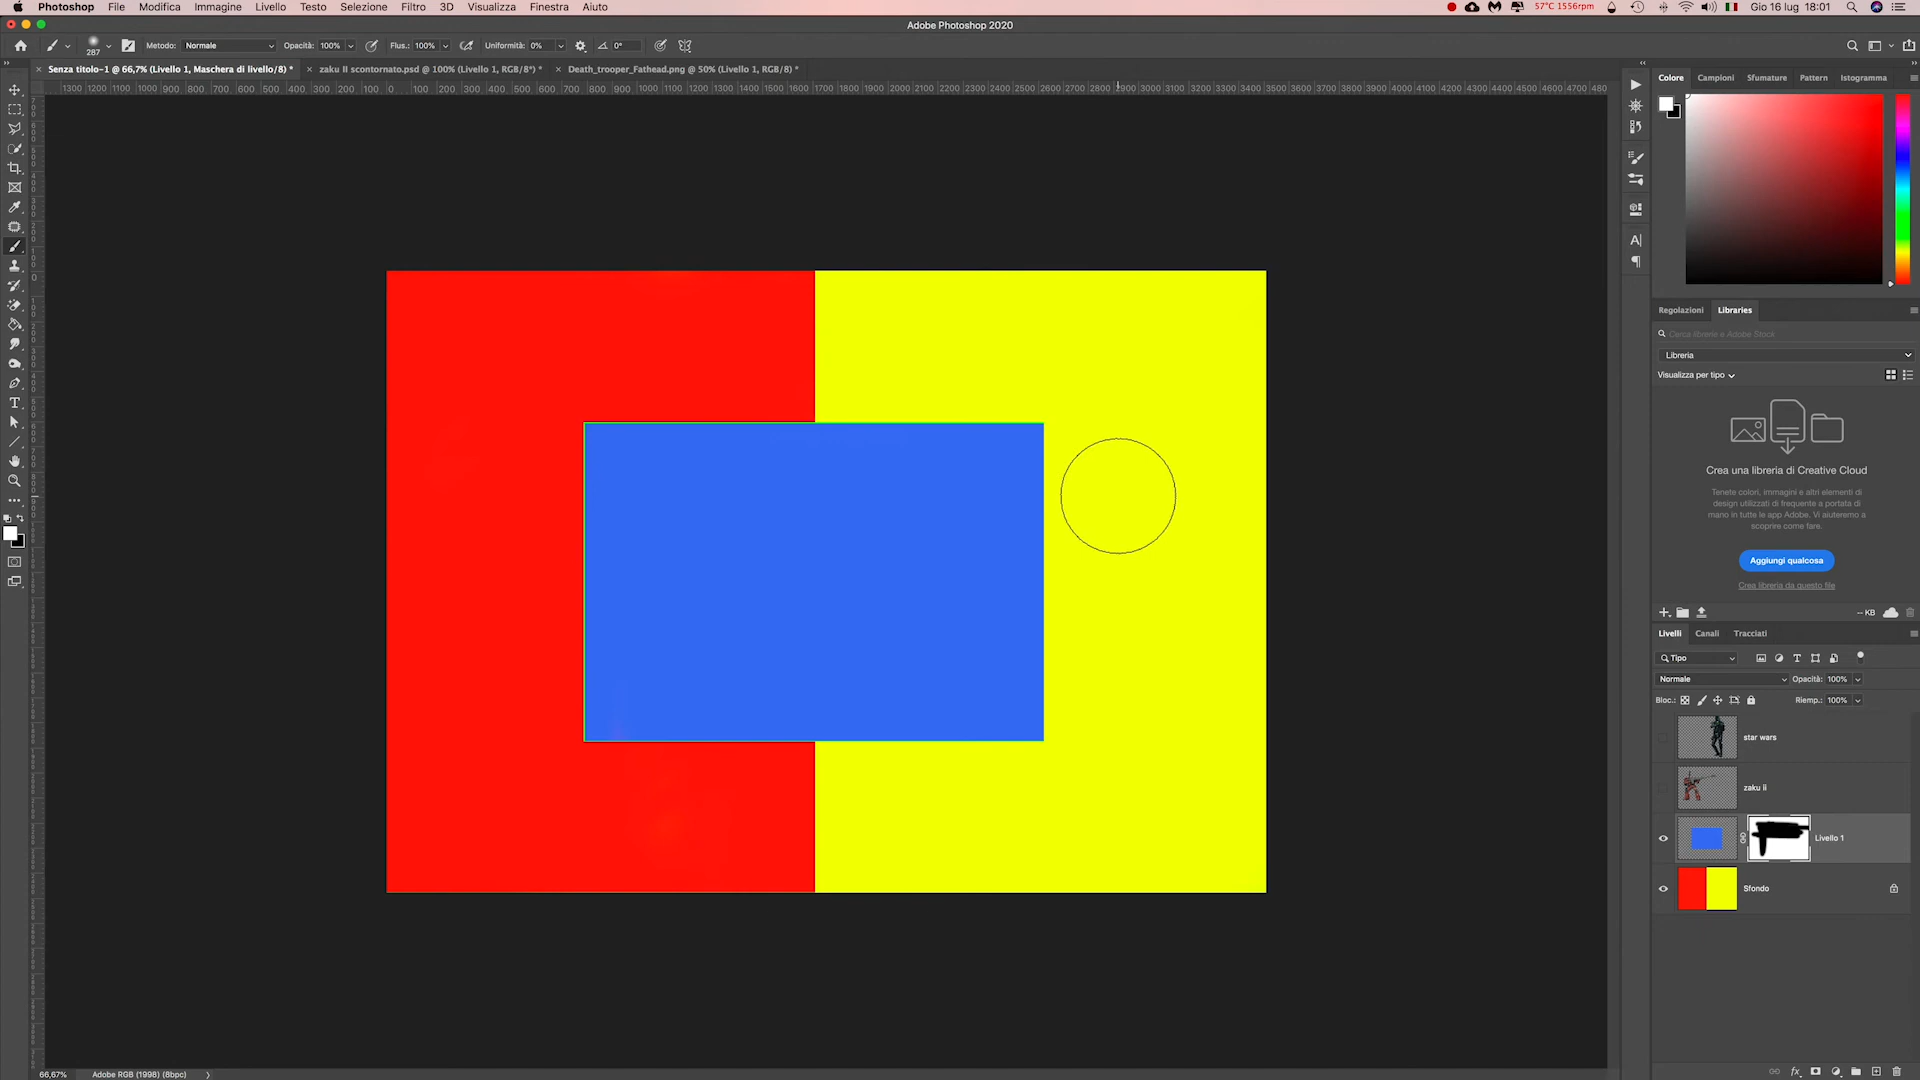 Photoshop File Modifica Immagine Livello Testo Selezione Filtro 3D Visualizza Finestra Aiuto
57°C 1556rpm Gio 16 lug 18:01
Adobe Photoshop 2020
287 Metodo: Normale Opacità: 100% Flus.: 100% Uniformità: 0% 0°
Senza titolo-1 @ 66,7% (Livello 1, Maschera di livello/8) *
zaku II scontornato.psd @ 100% (Livello 1, RGB/8*) *
Death_trooper_Fathead.png @ 50% (Livello 1, RGB/8) *
1300 1200 1100 1000 900 800 700 600 500 400 300 200 100 0 100 200 300 400 500 600 700 800 900 1000 1100 1200 1300 1400 1500 1600 1700 1800 1900 2000 2100 2200 2300 2400 2500 2600 2700 2800 2900 3000 3100 3200 3300 3400 3500 3600 3700 3800 3900 4000 4100 4200 4300 4400 4500 4600 4700 4800
Colore Campioni Sfumature Pattern Istogramma
Regolazioni Libraries
Cerca librerie e Adobe Stock
Libreria
Visualizza per tipo
Crea una libreria di Creative Cloud
Tenete colori, immagini e altri elementi di
design utilizzati di frequente a portata di
mano in tutte le app Adobe. Vi aiuteremo a
scoprire come fare.
Aggiungi qualcosa
Crea libreria da questo file
-- KB
Livelli Canali Tracciati
Tipo
Normale Opacità: 100%
Bloc.: Riemp.: 100%
star wars
zaku ii
Livello 1
Sfondo
66,67% Adobe RGB (1998) (8bpc)